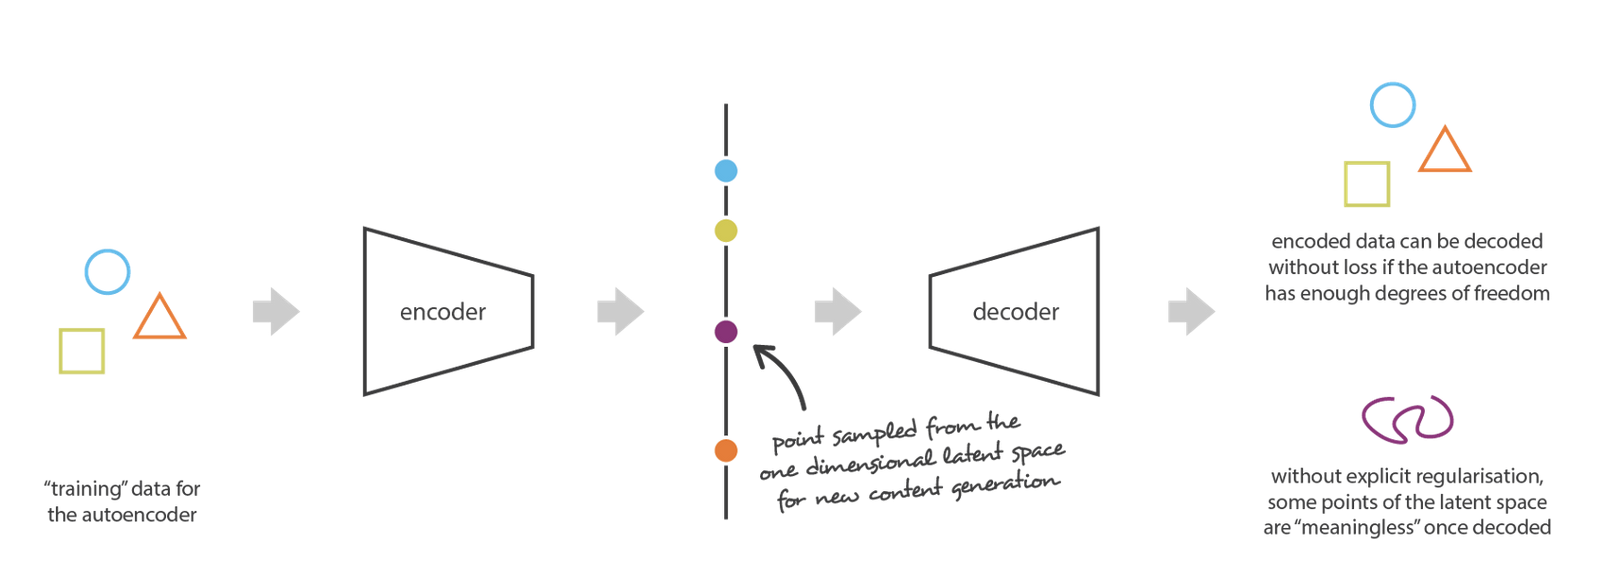 encoded data can be decoded
without loss if the autoencoder
has enough degrees of freedom
encoder
decoder
point sampled from the
one dimensional latent space
for new content generation
“training” data for
the autoencoder
without explicit regularisation,
some points of the latent space
are “meaningless” once decoded